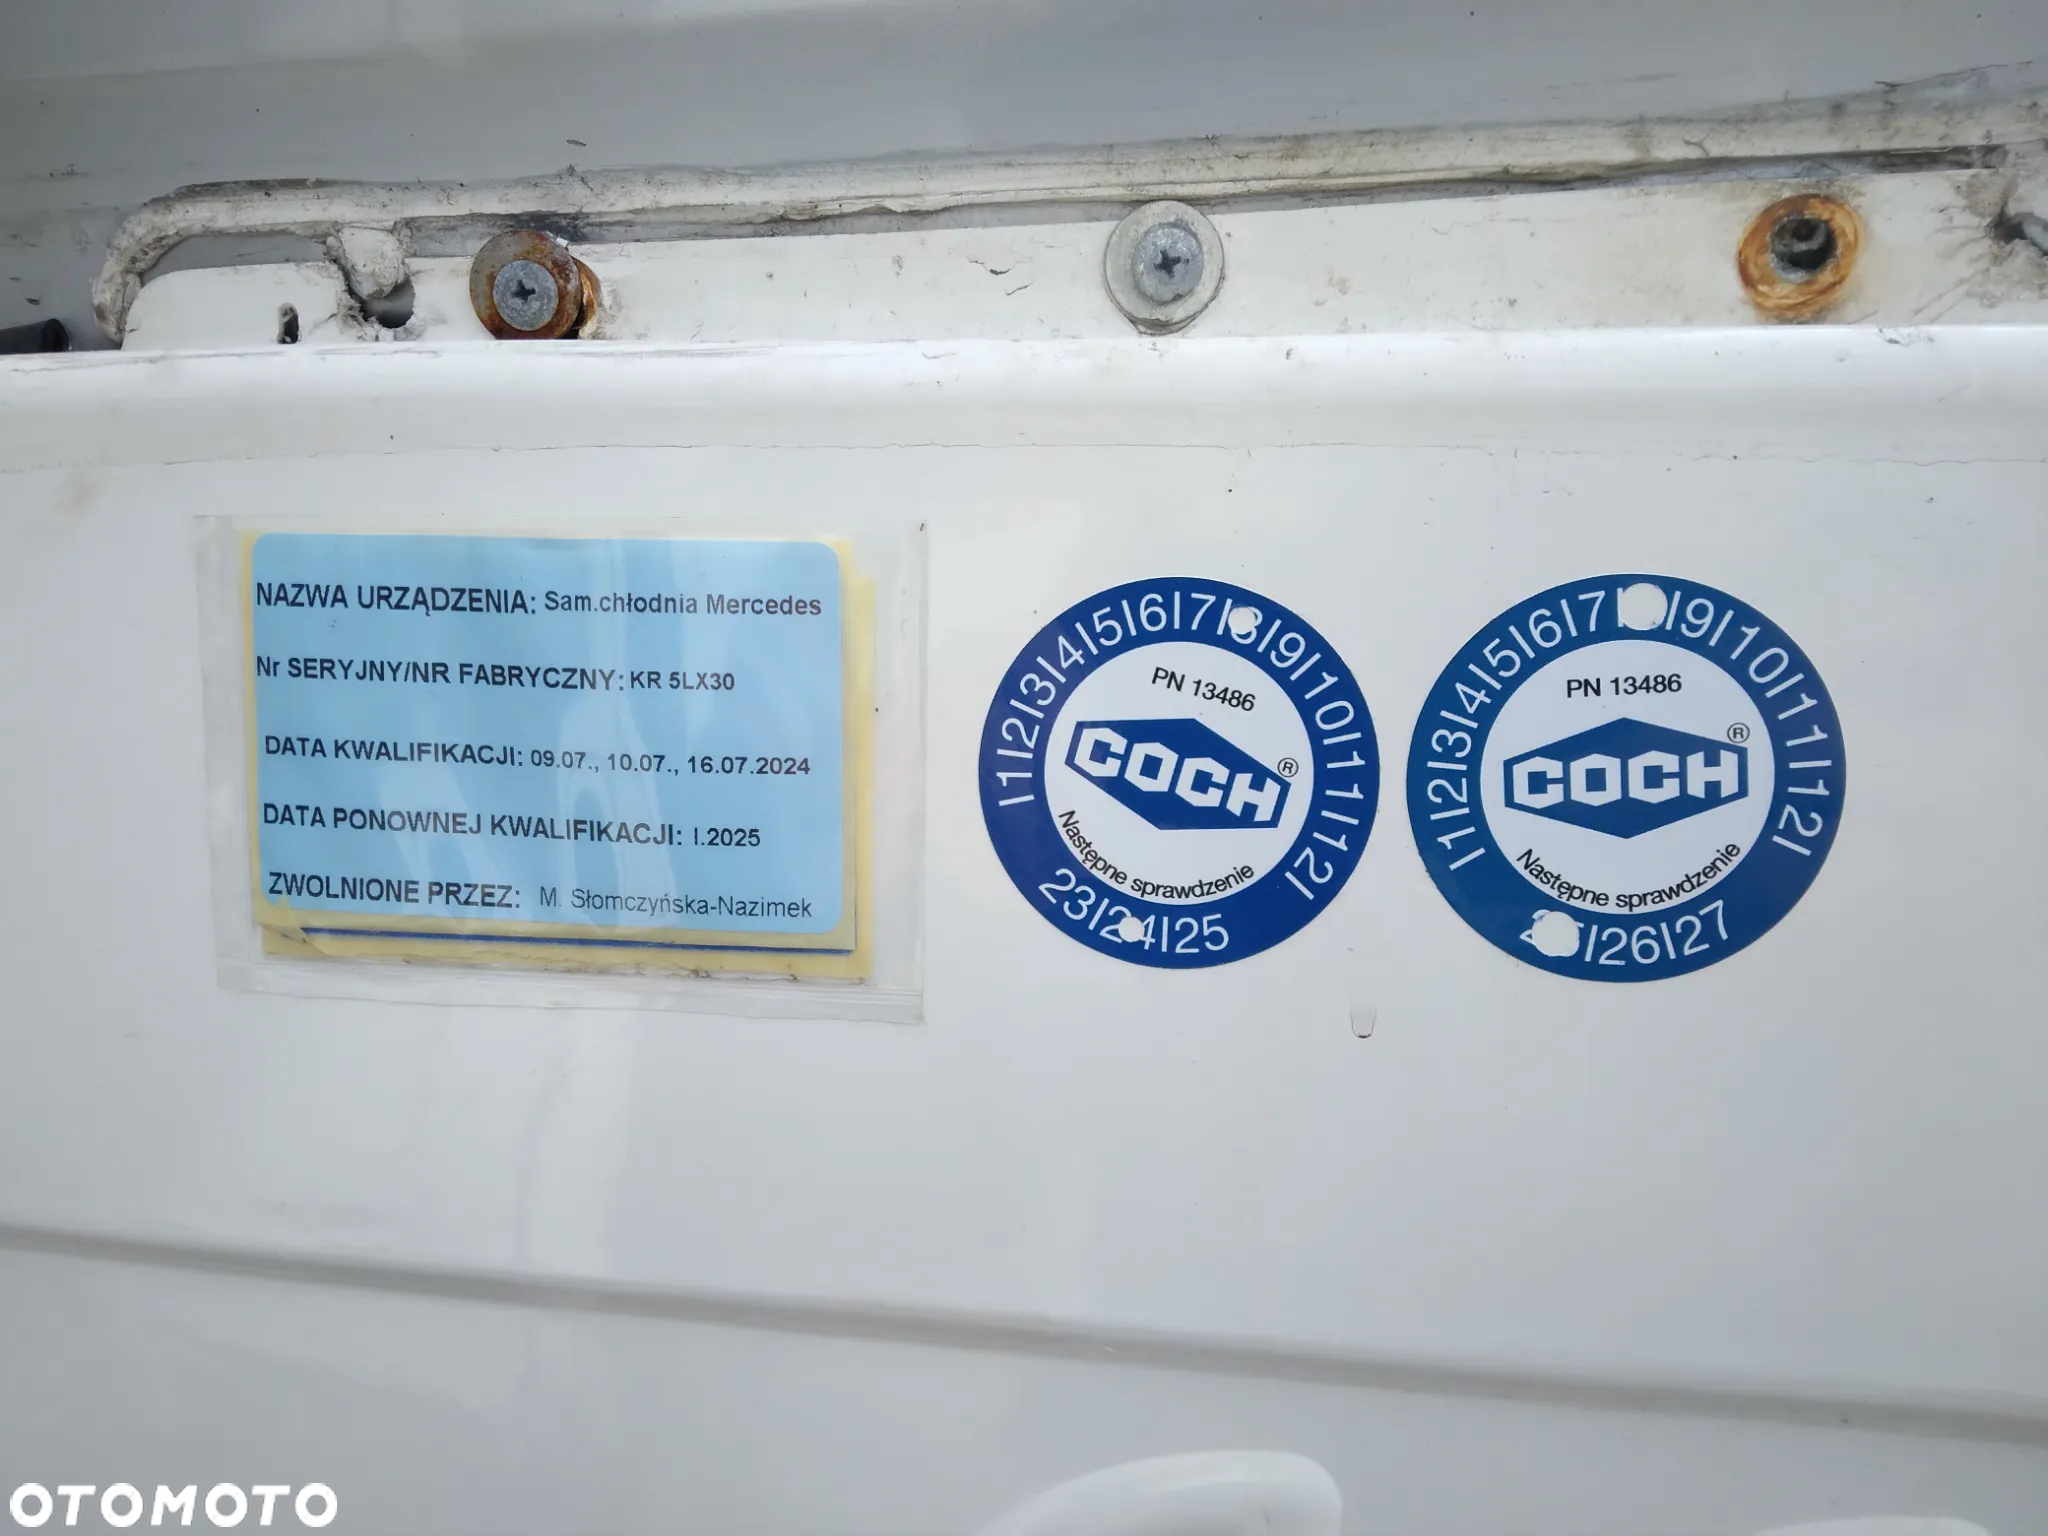 NAZWA URZĄDZENIA: Sam.chłodnia Mercedes
Nr SERYJNY/NR FABRYCZNY: KR 5LX30
DATA KWALIFIKACJI: 09.07., 10.07., 16.07.2024
DATA PONOWNEJ KWALIFIKACJI: I.2025
ZWOLNIONE PRZEZ: M. Słomczyńska-Nazimek
|1|2|3|4|5|6|7|8|9|10|11|12|
PN 13486
COCH®
Następne sprawdzenie
23|24|25
|1|2|3|4|5|6|7| |9|10|11|12|
PN 13486
COCH®
Następne sprawdzenie
|26|27
OTOMOTO